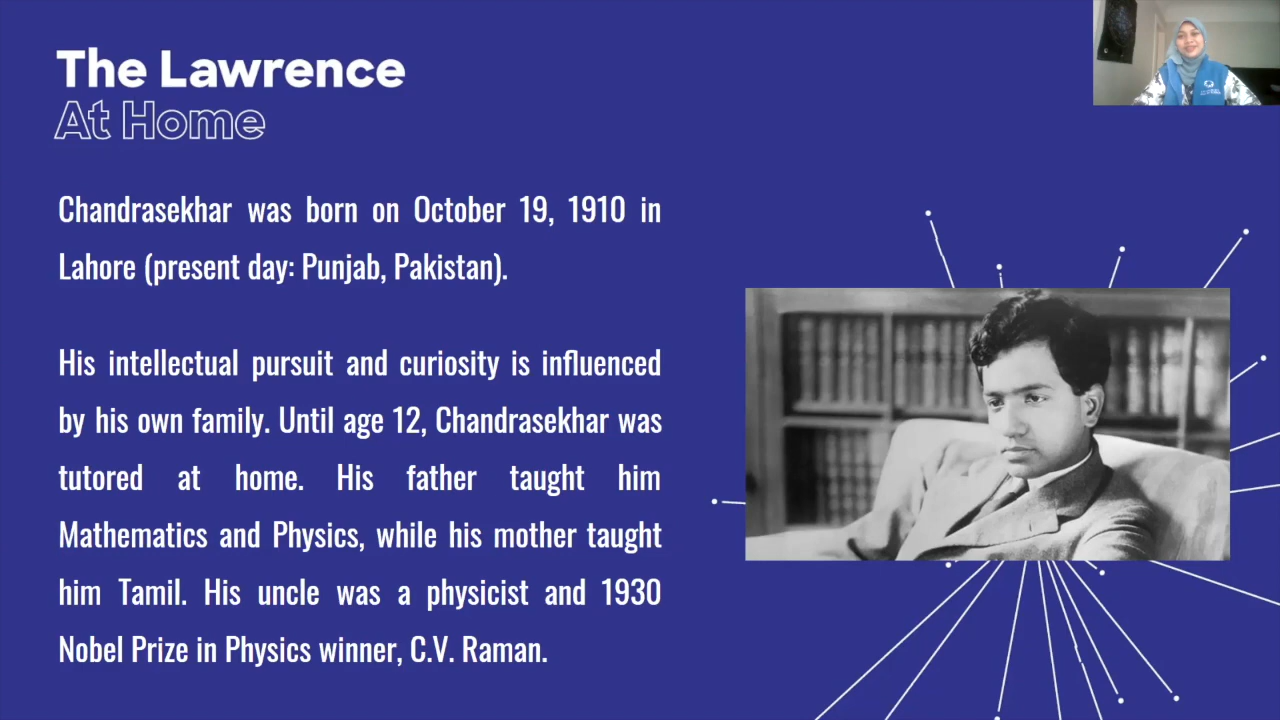 The Lawrence
At Home
Chandrasekhar was born on October 19, 1910 in
Lahore (present day: Punjab, Pakistan).
His intellectual pursuit and curiosity is influenced
by his own family. Until age 12, Chandrasekhar was
tutored at home. His father taught him
Mathematics and Physics, while his mother taught
him Tamil. His uncle was a physicist and 1930
Nobel Prize in Physics winner, C.V. Raman.